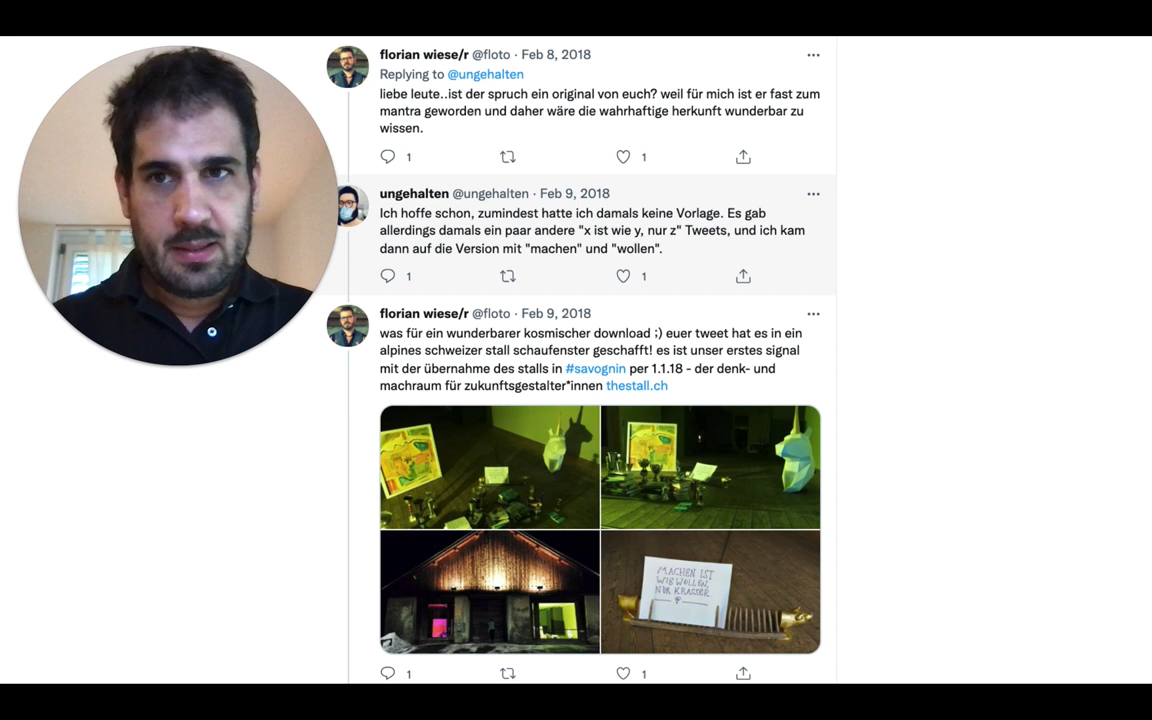 florian wiese/r @floto · Feb 8, 2018
Replying to @ungehalten
liebe leute..ist der spruch ein original von euch? weil für mich ist er fast zum
mantra geworden und daher wäre die wahrhaftige herkunft wunderbar zu
wissen.
1 1
ungehalten @ungehalten · Feb 9, 2018
Ich hoffe schon, zumindest hatte ich damals keine Vorlage. Es gab
allerdings damals ein paar andere "x ist wie y, nur z" Tweets, und ich kam
dann auf die Version mit "machen" und "wollen".
1 1
florian wiese/r @floto · Feb 9, 2018
was für ein wunderbarer kosmischer download ;) euer tweet hat es in ein
alpines schweizer stall schaufenster geschafft! es ist unser erstes signal
mit der übernahme des stalls in #savognin per 1.1.18 - der denk- und
machraum für zukunftsgestalter*innen thestall.ch
MACHEN IST
WIE WOLLEN,
NUR KRASSER
1 1